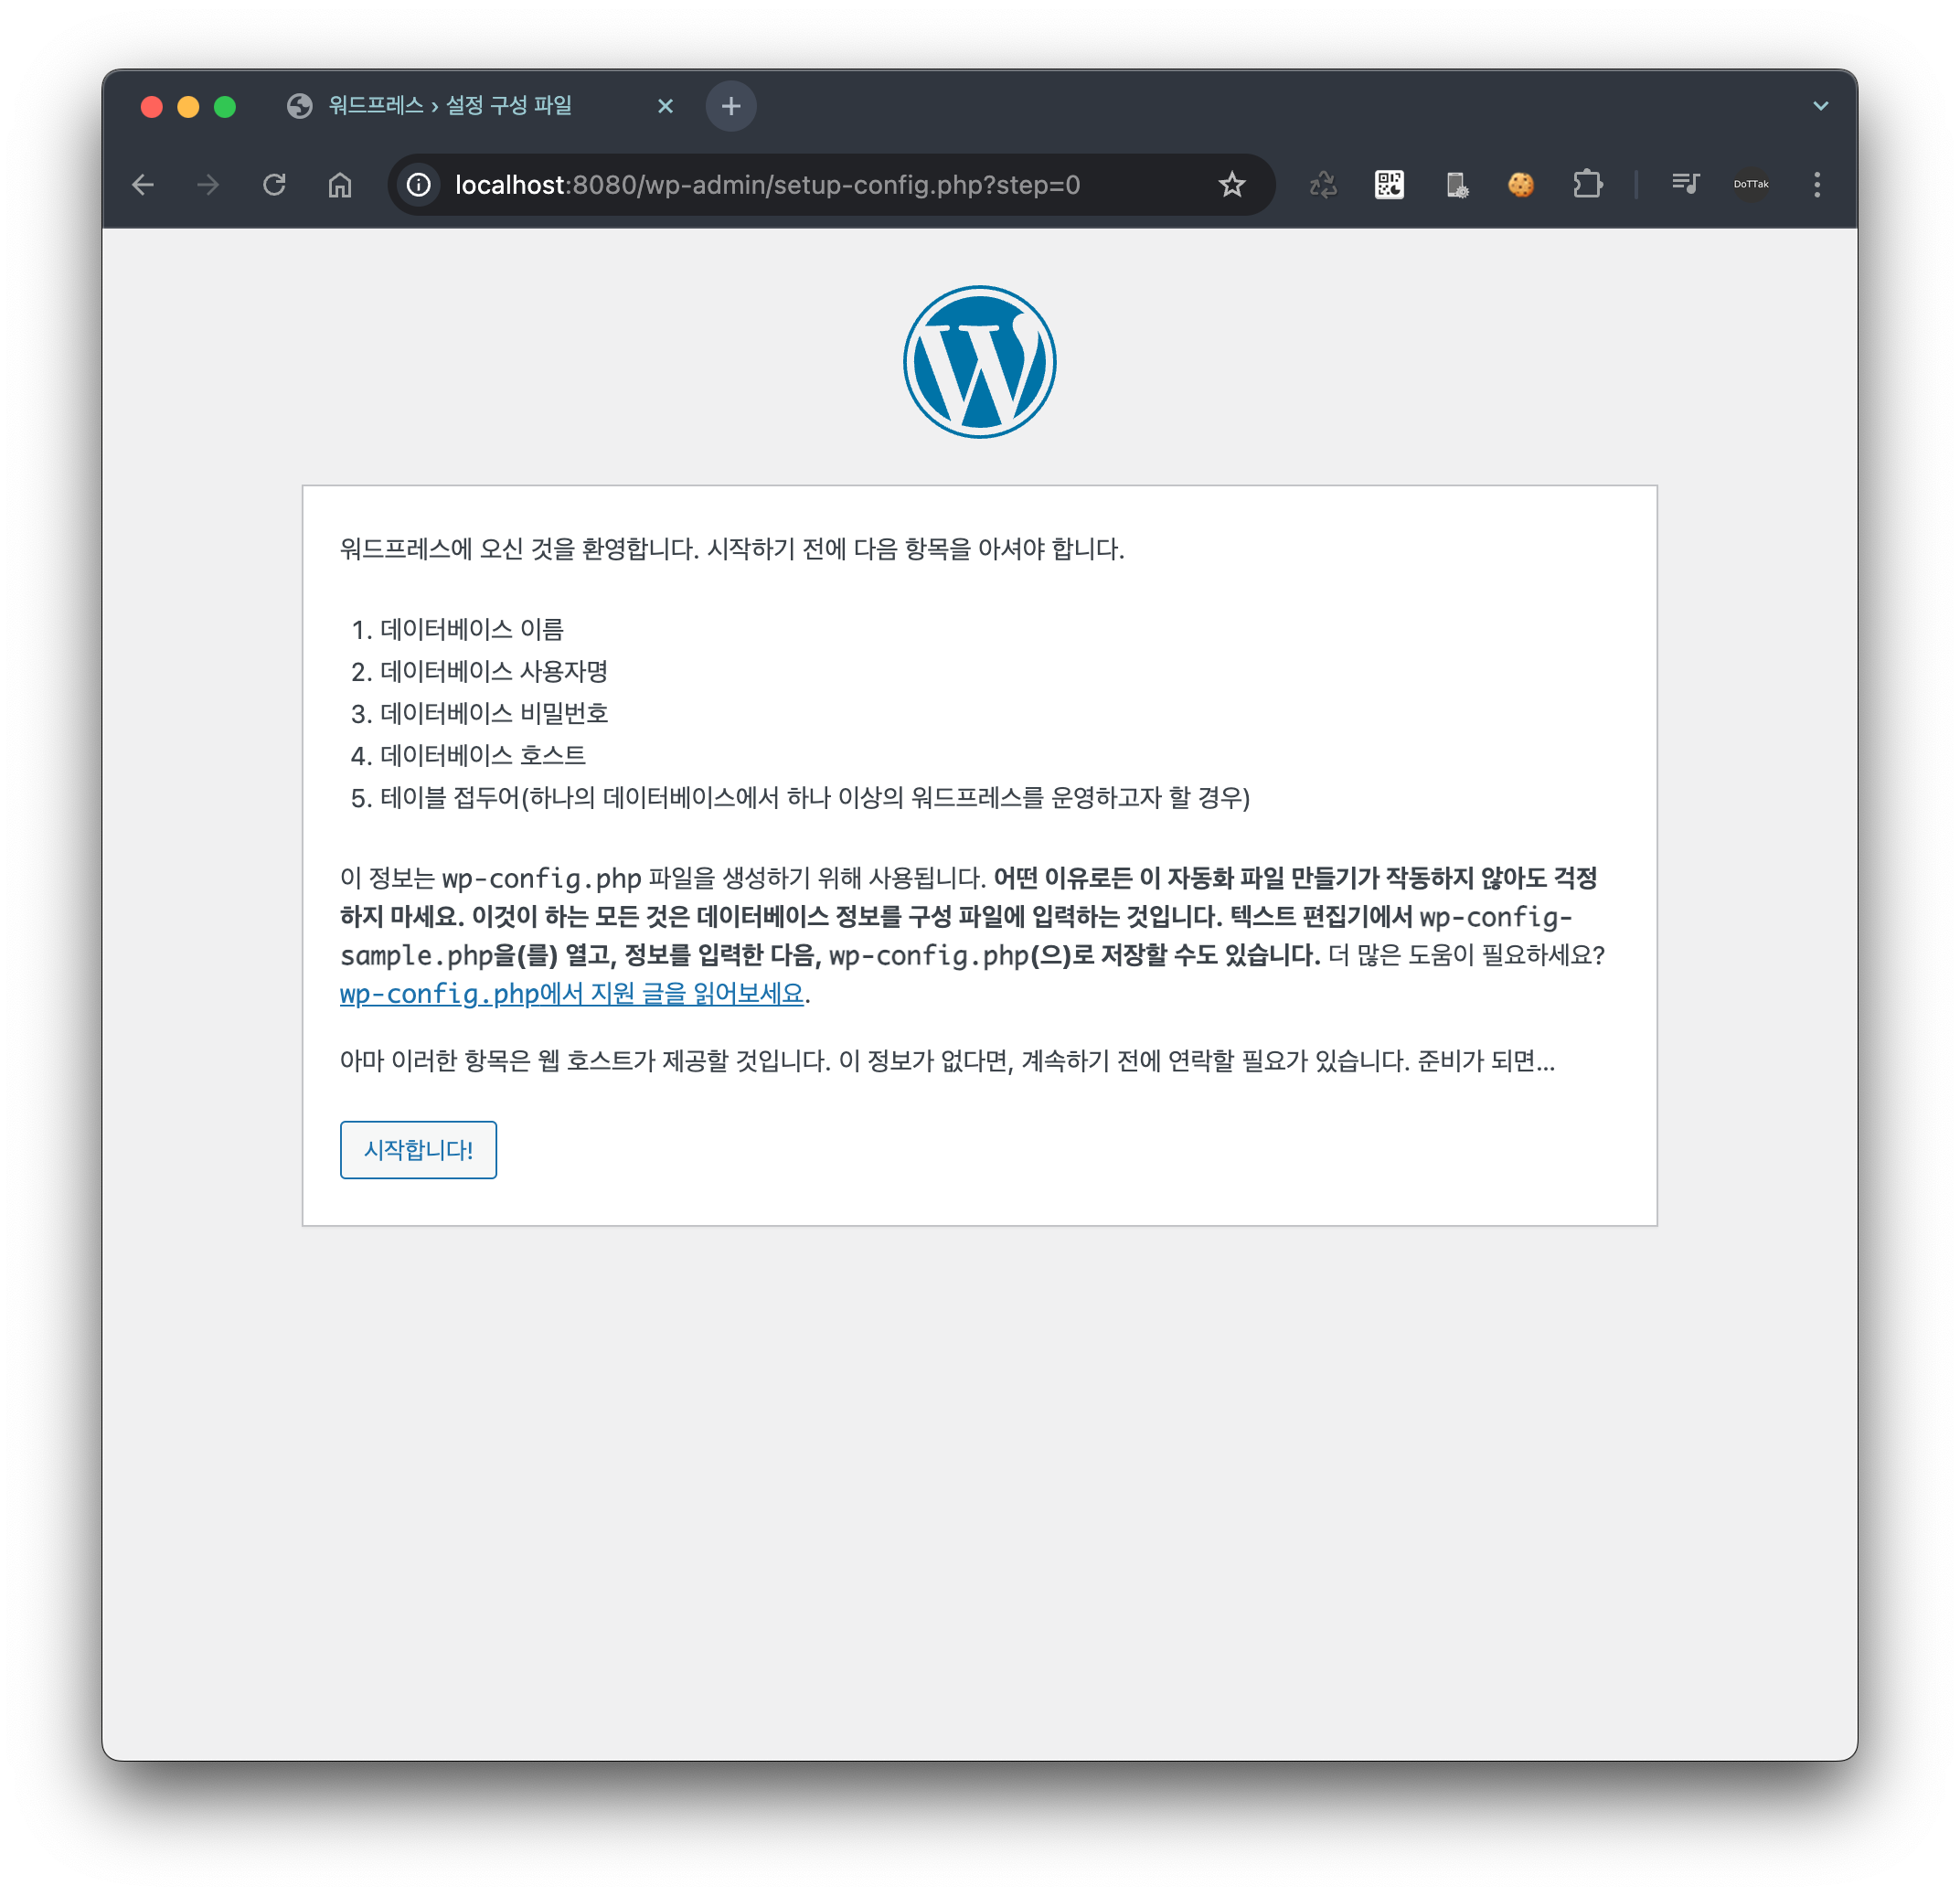 워드프레스 › 설정 구성 파일
localhost:8080/wp-admin/setup-config.php?step=0
DoTTak
워드프레스에 오신 것을 환영합니다. 시작하기 전에 다음 항목을 아셔야 합니다.
1. 데이터베이스 이름
2. 데이터베이스 사용자명
3. 데이터베이스 비밀번호
4. 데이터베이스 호스트
5. 테이블 접두어(하나의 데이터베이스에서 하나 이상의 워드프레스를 운영하고자 할 경우)
이 정보는 wp-config.php 파일을 생성하기 위해 사용됩니다. 어떤 이유로든 이 자동화 파일 만들기가 작동하지 않아도 걱정
하지 마세요. 이것이 하는 모든 것은 데이터베이스 정보를 구성 파일에 입력하는 것입니다. 텍스트 편집기에서 wp-config-
sample.php을(를) 열고, 정보를 입력한 다음, wp-config.php(으)로 저장할 수도 있습니다. 더 많은 도움이 필요하세요?
wp-config.php에서 지원 글을 읽어보세요.
아마 이러한 항목은 웹 호스트가 제공할 것입니다. 이 정보가 없다면, 계속하기 전에 연락할 필요가 있습니다. 준비가 되면...
시작합니다!